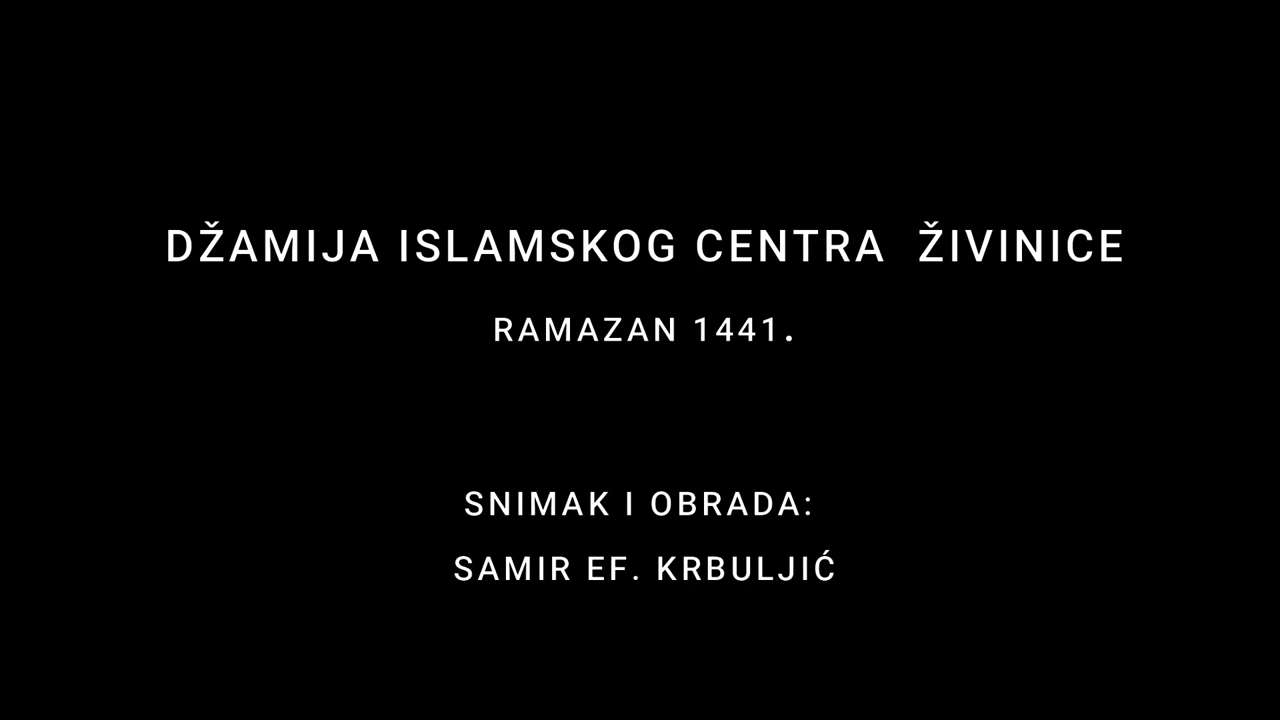 DŽAMIJA ISLAMSKOG CENTRA ŽIVINICE
RAMAZAN 1441.
SNIMAK I OBRADA:
SAMIR EF. KRBULJIĆ